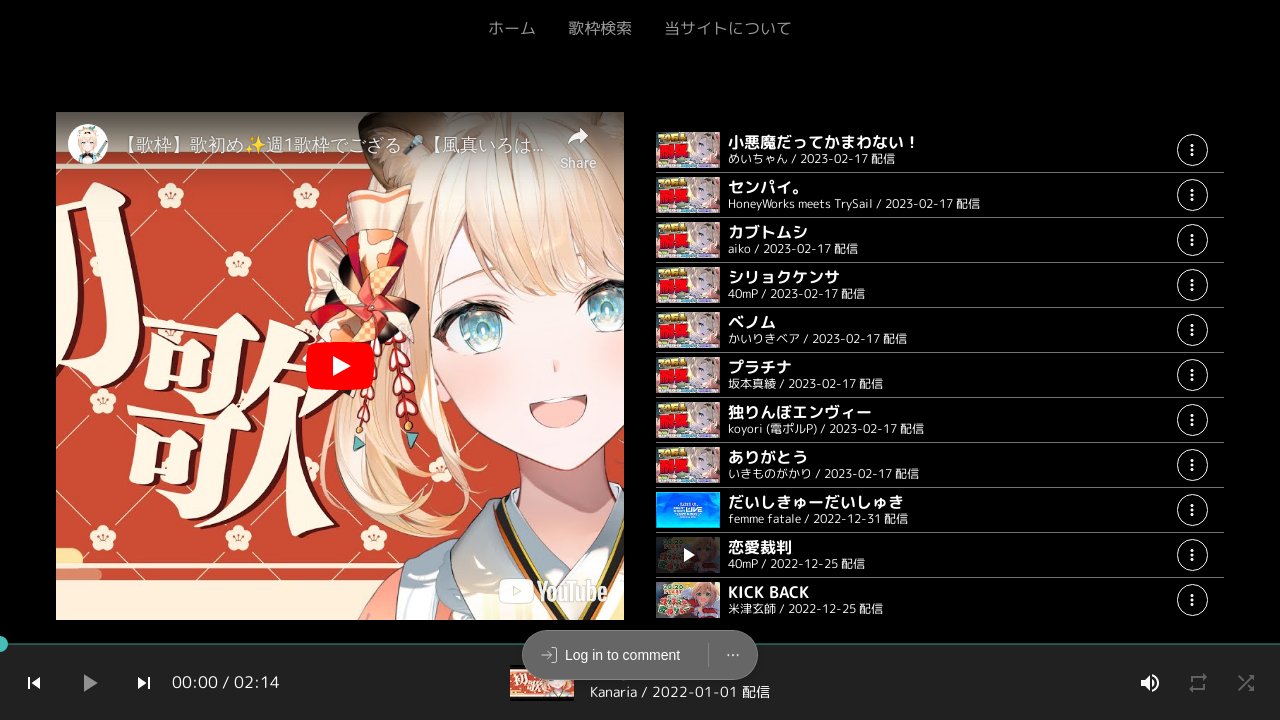 ホーム 歌枠検索 当サイトについて
【歌枠】歌初め✨週1歌枠でござる🎤【風真いろは...
Share
初歌
YouTube
小悪魔だってかまわない！
めいちゃん / 2023-02-17 配信
センパイ。
HoneyWorks meets TrySail / 2023-02-17 配信
カブトムシ
aiko / 2023-02-17 配信
シリョクケンサ
40mP / 2023-02-17 配信
ベノム
かいりきベア / 2023-02-17 配信
プラチナ
坂本真綾 / 2023-02-17 配信
独りんぼエンヴィー
koyori (電ポルP) / 2023-02-17 配信
ありがとう
いきものがかり / 2023-02-17 配信
だいしきゅーだいしゅき
femme fatale / 2022-12-31 配信
恋愛裁判
40mP / 2022-12-25 配信
KICK BACK
米津玄師 / 2022-12-25 配信
Log in to comment
00:00 / 02:14
Kanaria / 2022-01-01 配信